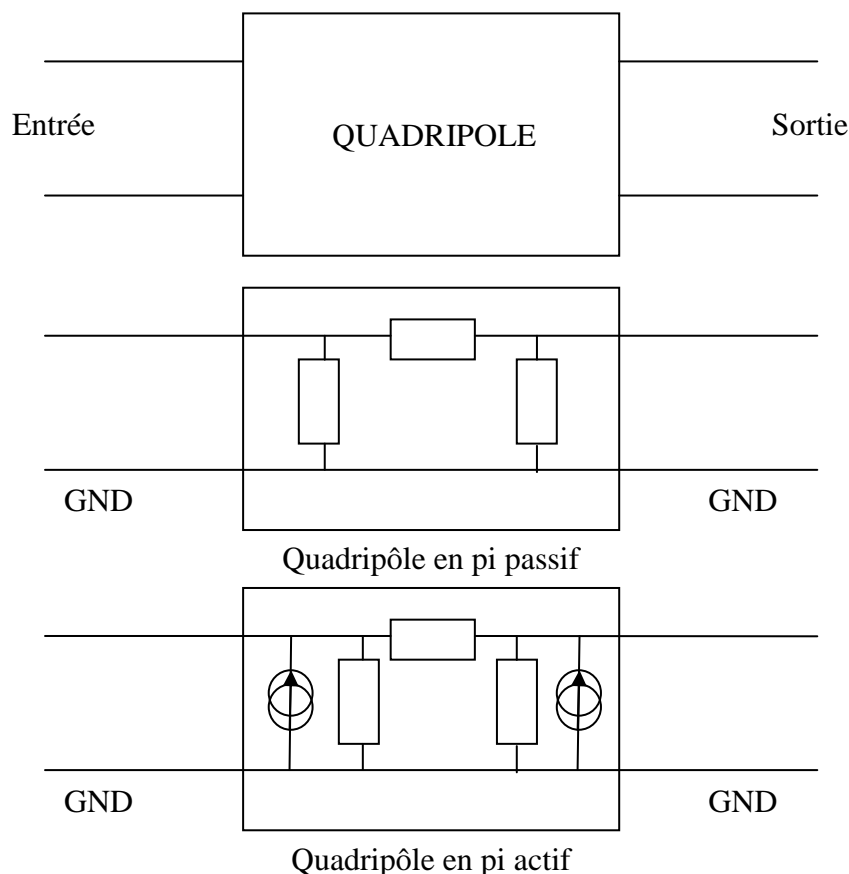 Entrée
QUADRIPOLE
Sortie
GND
GND
Quadripôle en pi passif
GND
GND
Quadripôle en pi actif